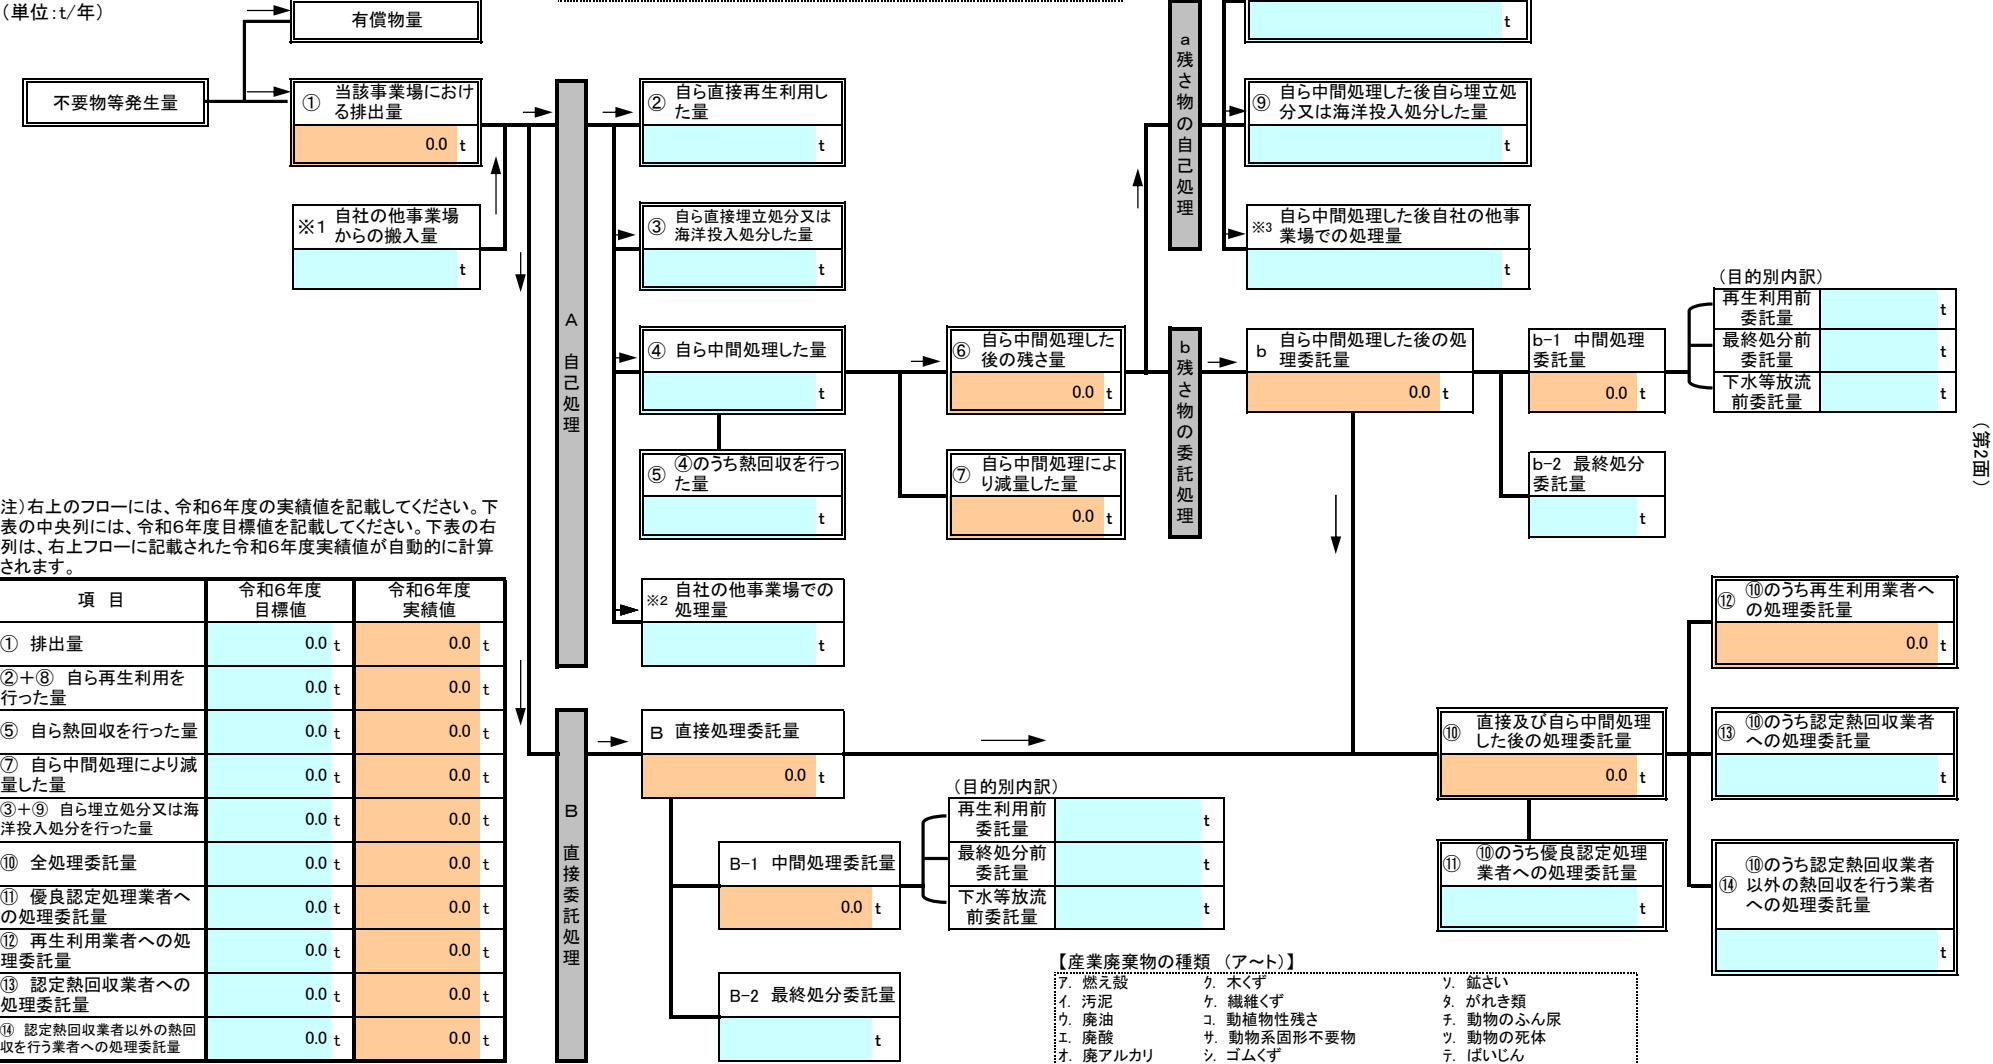 (単位:t/年)
有償物量
不要物等発生量
① 当該事業場におけ
る排出量
0.0 t
※1 自社の他事業場
からの搬入量
t
A 自己処理
② 自ら直接再生利用し
た量
t
③ 自ら直接埋立処分又は
海洋投入処分した量
t
④ 自ら中間処理した量
t
⑤ ④のうち熱回収を行っ
た量
t
※2 自社の他事業場での
処理量
t
⑥ 自ら中間処理した
後の残さ量
0.0 t
⑦ 自ら中間処理によ
り減量した量
0.0 t
a残さ物の自己処理
t
⑨ 自ら中間処理した後自ら埋立処
分又は海洋投入処分した量
t
※3 自ら中間処理した後自社の他事
業場での処理量
t
b残さ物の委託処理
b 自ら中間処理した後の処
理委託量
0.0 t
b-1 中間処理
委託量
0.0 t
(目的別内訳)
再生利用前
委託量
t
最終処分前
委託量
t
下水等放流
前委託量
t
b-2 最終処分
委託量
t
(第2面)
注)右上のフローには、令和6年度の実績値を記載してください。下
表の中央列には、令和6年度目標値を記載してください。下表の右
列は、右上フローに記載された令和6年度実績値が自動的に計算
されます。
項 目
令和6年度
目標値
令和6年度
実績値
① 排出量
0.0 t
0.0 t
②+⑧ 自ら再生利用を
行った量
0.0 t
0.0 t
⑤ 自ら熱回収を行った量
0.0 t
0.0 t
⑦ 自ら中間処理により減
量した量
0.0 t
0.0 t
③+⑨ 自ら埋立処分又は海
洋投入処分を行った量
0.0 t
0.0 t
⑩ 全処理委託量
0.0 t
0.0 t
⑪ 優良認定処理業者へ
の処理委託量
0.0 t
0.0 t
⑫ 再生利用業者への処
理委託量
0.0 t
0.0 t
⑬ 認定熱回収業者への
処理委託量
0.0 t
0.0 t
⑭ 認定熱回収業者以外の熱回
収を行う業者への処理委託量
0.0 t
0.0 t
B 直接委託処理
B 直接処理委託量
0.0 t
B-1 中間処理委託量
0.0 t
(目的別内訳)
再生利用前
委託量
t
最終処分前
委託量
t
下水等放流
前委託量
t
B-2 最終処分委託量
t
⑩ 直接及び自ら中間処理
した後の処理委託量
0.0 t
⑪ ⑩のうち優良認定処理
業者への処理委託量
t
⑫ ⑩のうち再生利用業者へ
の処理委託量
0.0 t
⑬ ⑩のうち認定熱回収業者
への処理委託量
t
⑭ ⑩のうち認定熱回収業者
以外の熱回収を行う業者
への処理委託量
t
【産業廃棄物の種類 (ア~ト)】
ア. 燃え殻 ク. 木くず ソ. 鉱さい
イ. 汚泥 ケ. 繊維くず タ. がれき類
ウ. 廃油 コ. 動植物性残さ チ. 動物のふん尿
エ. 廃酸 サ. 動物系固形不要物 ツ. 動物の死体
オ. 廃アルカリ シ. ゴムくず テ. ばいじん